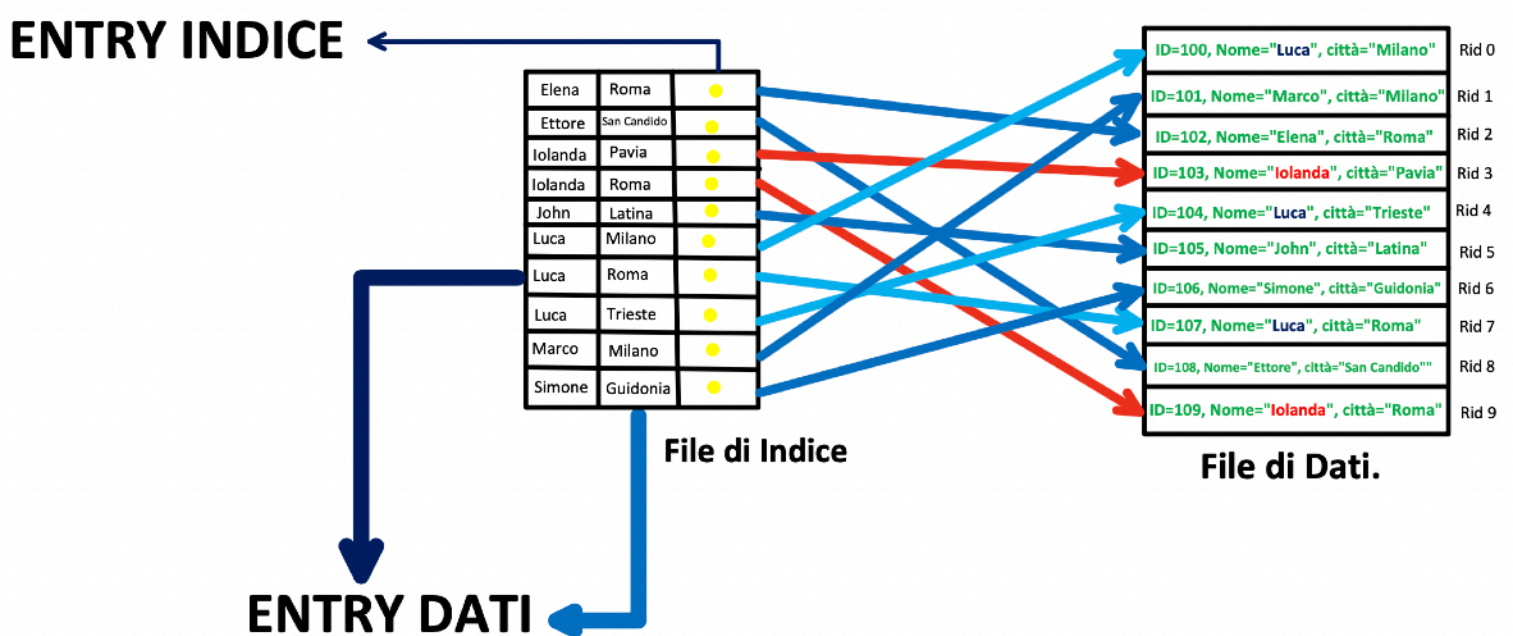 ENTRY INDICE
Elena Roma
Ettore San Candido
Iolanda Pavia
Iolanda Roma
John Latina
Luca Milano
Luca Roma
Luca Trieste
Marco Milano
Simone Guidonia
File di Indice
ENTRY DATI
ID=100, Nome="Luca", città="Milano" Rid 0
ID=101, Nome="Marco", città="Milano" Rid 1
ID=102, Nome="Elena", città="Roma" Rid 2
ID=103, Nome="Iolanda", città="Pavia" Rid 3
ID=104, Nome="Luca", città="Trieste" Rid 4
ID=105, Nome="John", città="Latina" Rid 5
ID=106, Nome="Simone", città="Guidonia" Rid 6
ID=107, Nome="Luca", città="Roma" Rid 7
ID=108, Nome="Ettore", città="San Candido"" Rid 8
ID=109, Nome="Iolanda", città="Roma" Rid 9
File di Dati.